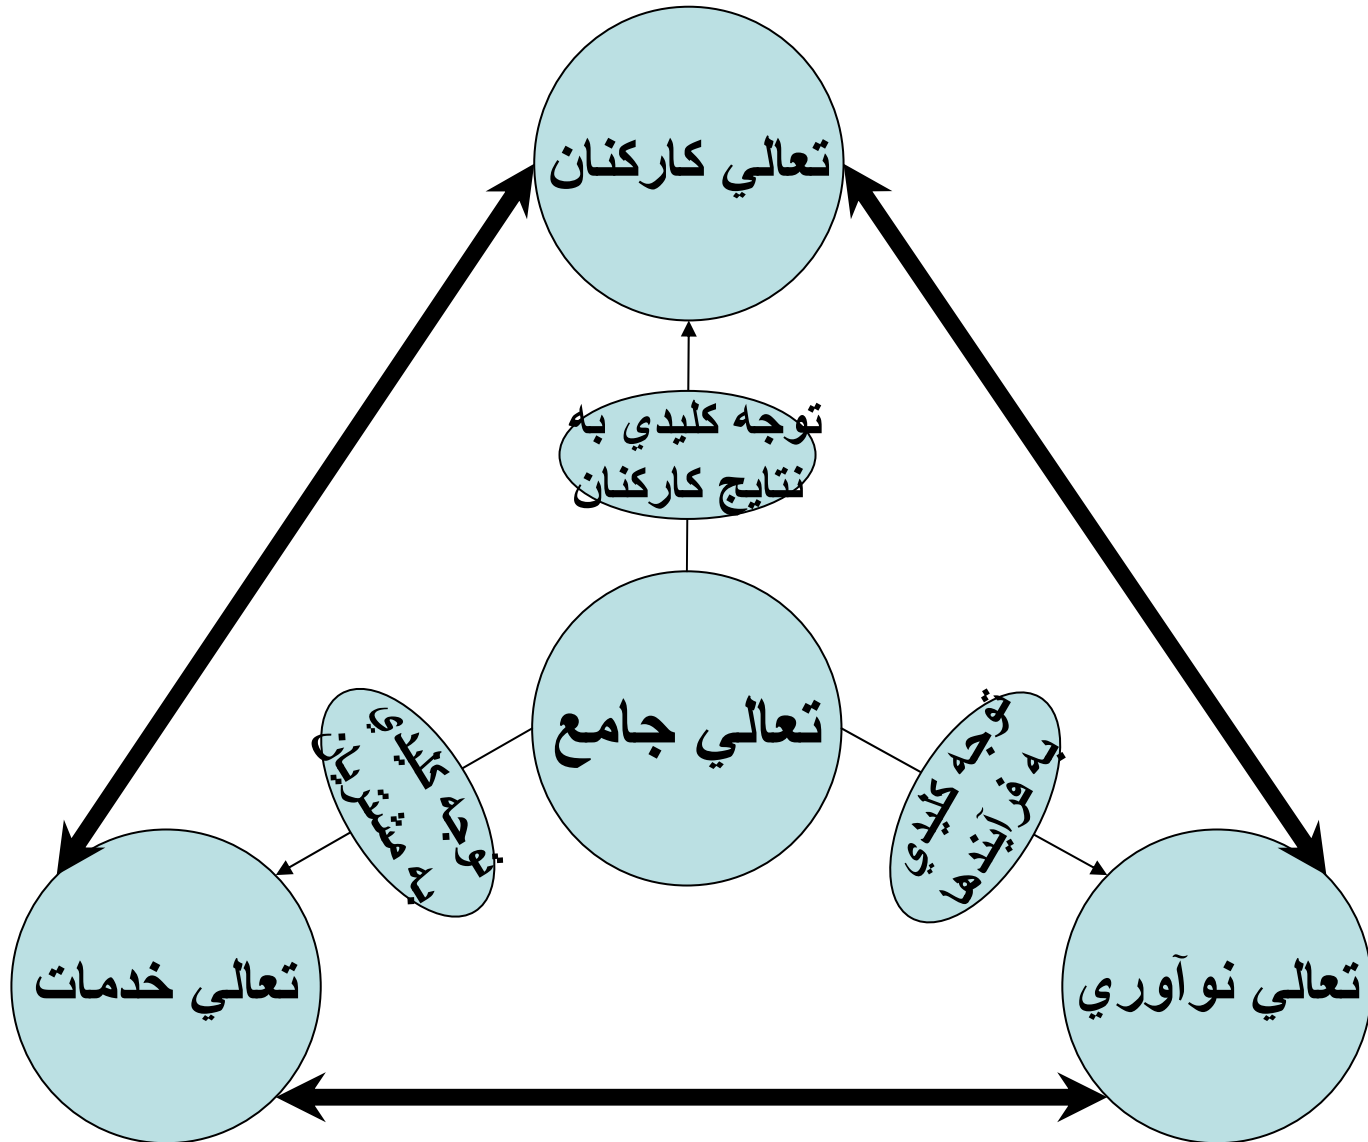 تعالي كاركنان
توجه كليدي به
نتايج كاركنان
تعالي جامع
توجه كليدي
به فرآيندها
توجه كليدي
به مشتريان
تعالي نوآوري
تعالي خدمات